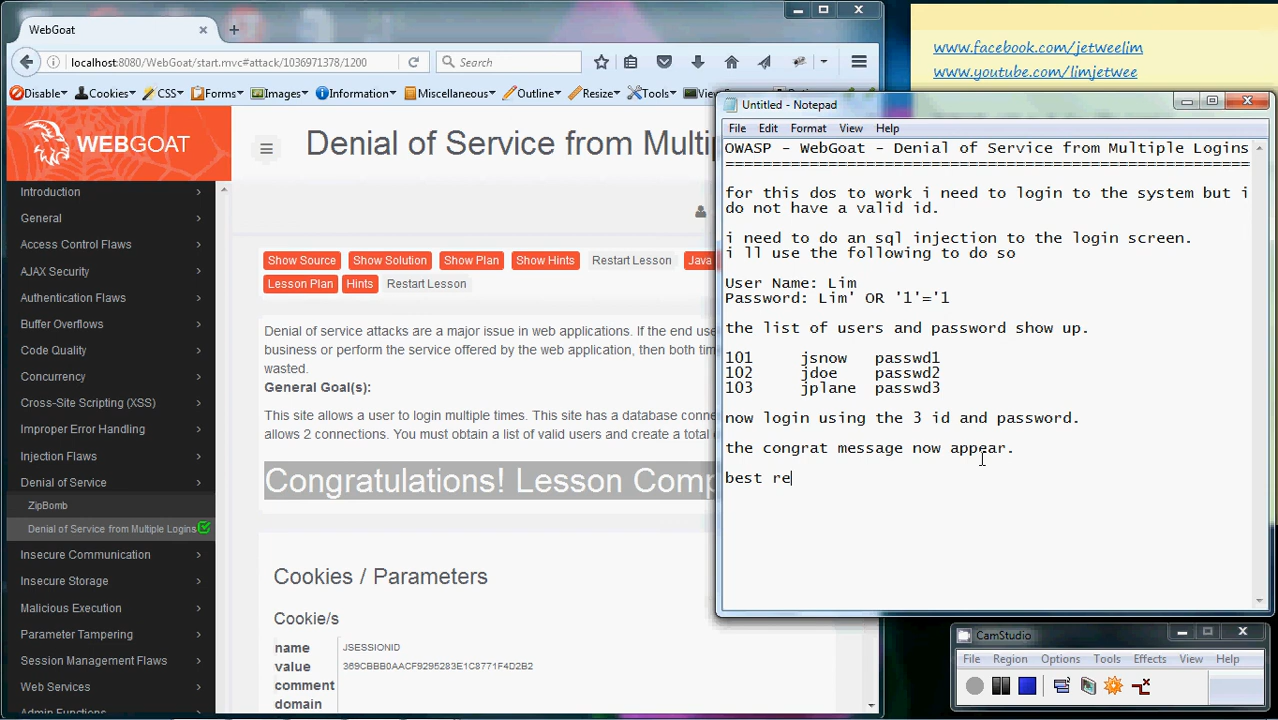 WebGoat
localhost:8080/WebGoat/start.mvc#attack/1036971378/1200
Search
Disable Cookies CSS Forms Images Information Miscellaneous Outline Resize Tools View
WEBGOAT
Introduction
General
Access Control Flaws
AJAX Security
Authentication Flaws
Buffer Overflows
Code Quality
Concurrency
Cross-Site Scripting (XSS)
Improper Error Handling
Injection Flaws
Denial of Service
ZipBomb
Denial of Service from Multiple Logins
Insecure Communication
Insecure Storage
Malicious Execution
Parameter Tampering
Session Management Flaws
Web Services
Admin Functions
Denial of Service from Multi
Show Source Show Solution Show Plan Show Hints Restart Lesson Java
Lesson Plan Hints Restart Lesson
Denial of service attacks are a major issue in web applications. If the end use
business or perform the service offered by the web application, then both tim
wasted.
General Goal(s):
This site allows a user to login multiple times. This site has a database conne
allows 2 connections. You must obtain a list of valid users and create a total o
Congratulations! Lesson Comp
Cookies / Parameters
Cookie/s
name JSESSIONID
value 369CBBB0AACF9295283E1C8771F4D2B2
comment
domain
www.facebook.com/jetweelim
www.youtube.com/limjetwee
Untitled - Notepad
File Edit Format View Help
OWASP - WebGoat - Denial of Service from Multiple Logins
========================================================
for this dos to work i need to login to the system but i
do not have a valid id.
i need to do an sql injection to the login screen.
i ll use the following to do so
User Name: Lim
Password: Lim' OR '1'='1
the list of users and password show up.
101 jsnow passwd1
102 jdoe passwd2
103 jplane passwd3
now login using the 3 id and password.
the congrat message now appear.
best re
CamStudio
File Region Options Tools Effects View Help